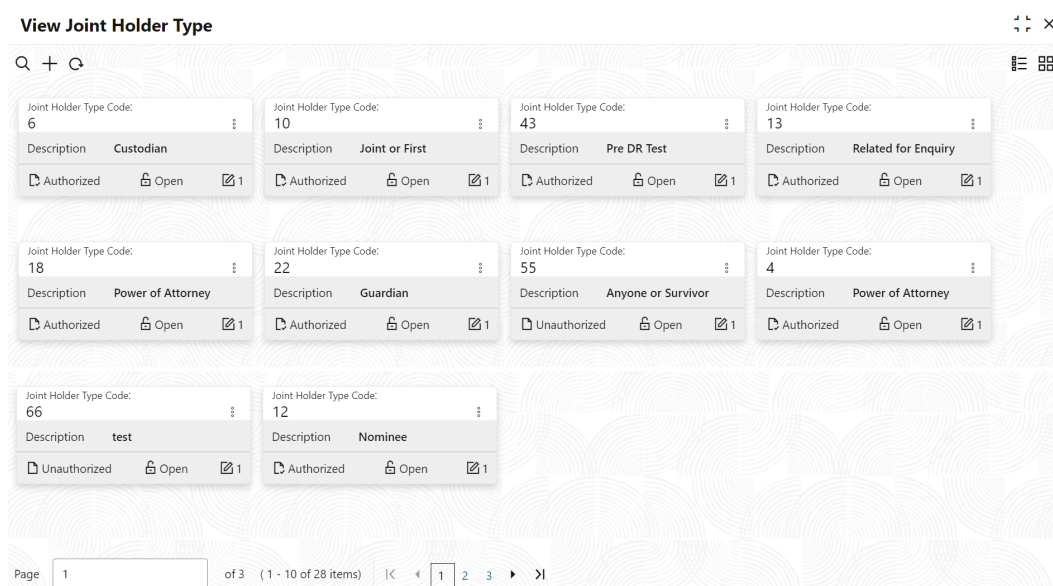 View Joint Holder Type
Joint Holder Type Code: Joint Holder Type Code: Joint Holder Type Code: Joint Holder Type Code:
6 10 43 13
Description Custodian Description Joint or First Description Pre DR Test Description Related for Enquiry
Authorized Open 1 Authorized Open 1 Authorized Open 1 Authorized Open 1
Joint Holder Type Code: Joint Holder Type Code: Joint Holder Type Code: Joint Holder Type Code:
18 22 55 4
Description Power of Attorney Description Guardian Description Anyone or Survivor Description Power of Attorney
Authorized Open 1 Authorized Open 1 Unauthorized Open 1 Authorized Open 1
Joint Holder Type Code: Joint Holder Type Code:
66 12
Description test Description Nominee
Unauthorized Open 1 Authorized Open 1
Page 1 of 3 ( 1 - 10 of 28 items) 1 2 3